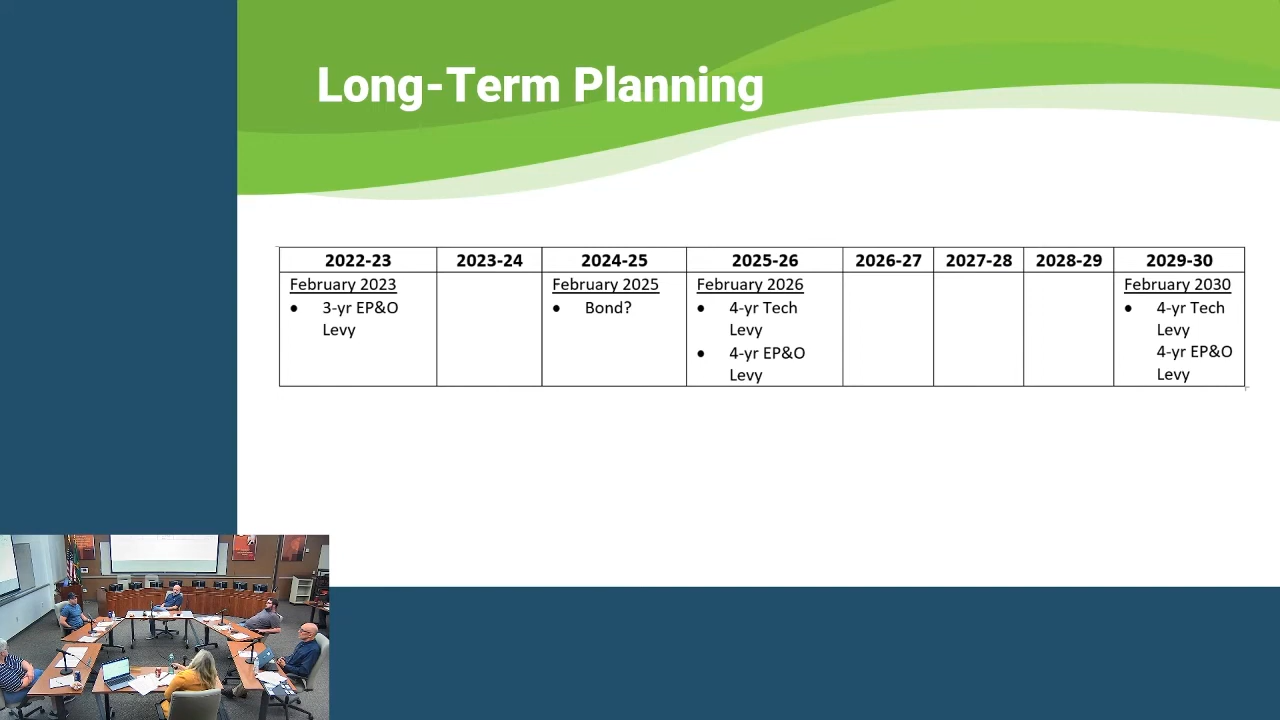 Long-Term Planning
2022-23 2023-24 2024-25 2025-26 2026-27 2027-28 2028-29 2029-30
February 2023
● 3-yr EP&O
Levy
February 2025
● Bond?
February 2026
● 4-yr Tech
Levy
● 4-yr EP&O
Levy
February 2030
● 4-yr Tech
Levy
4-yr EP&O
Levy